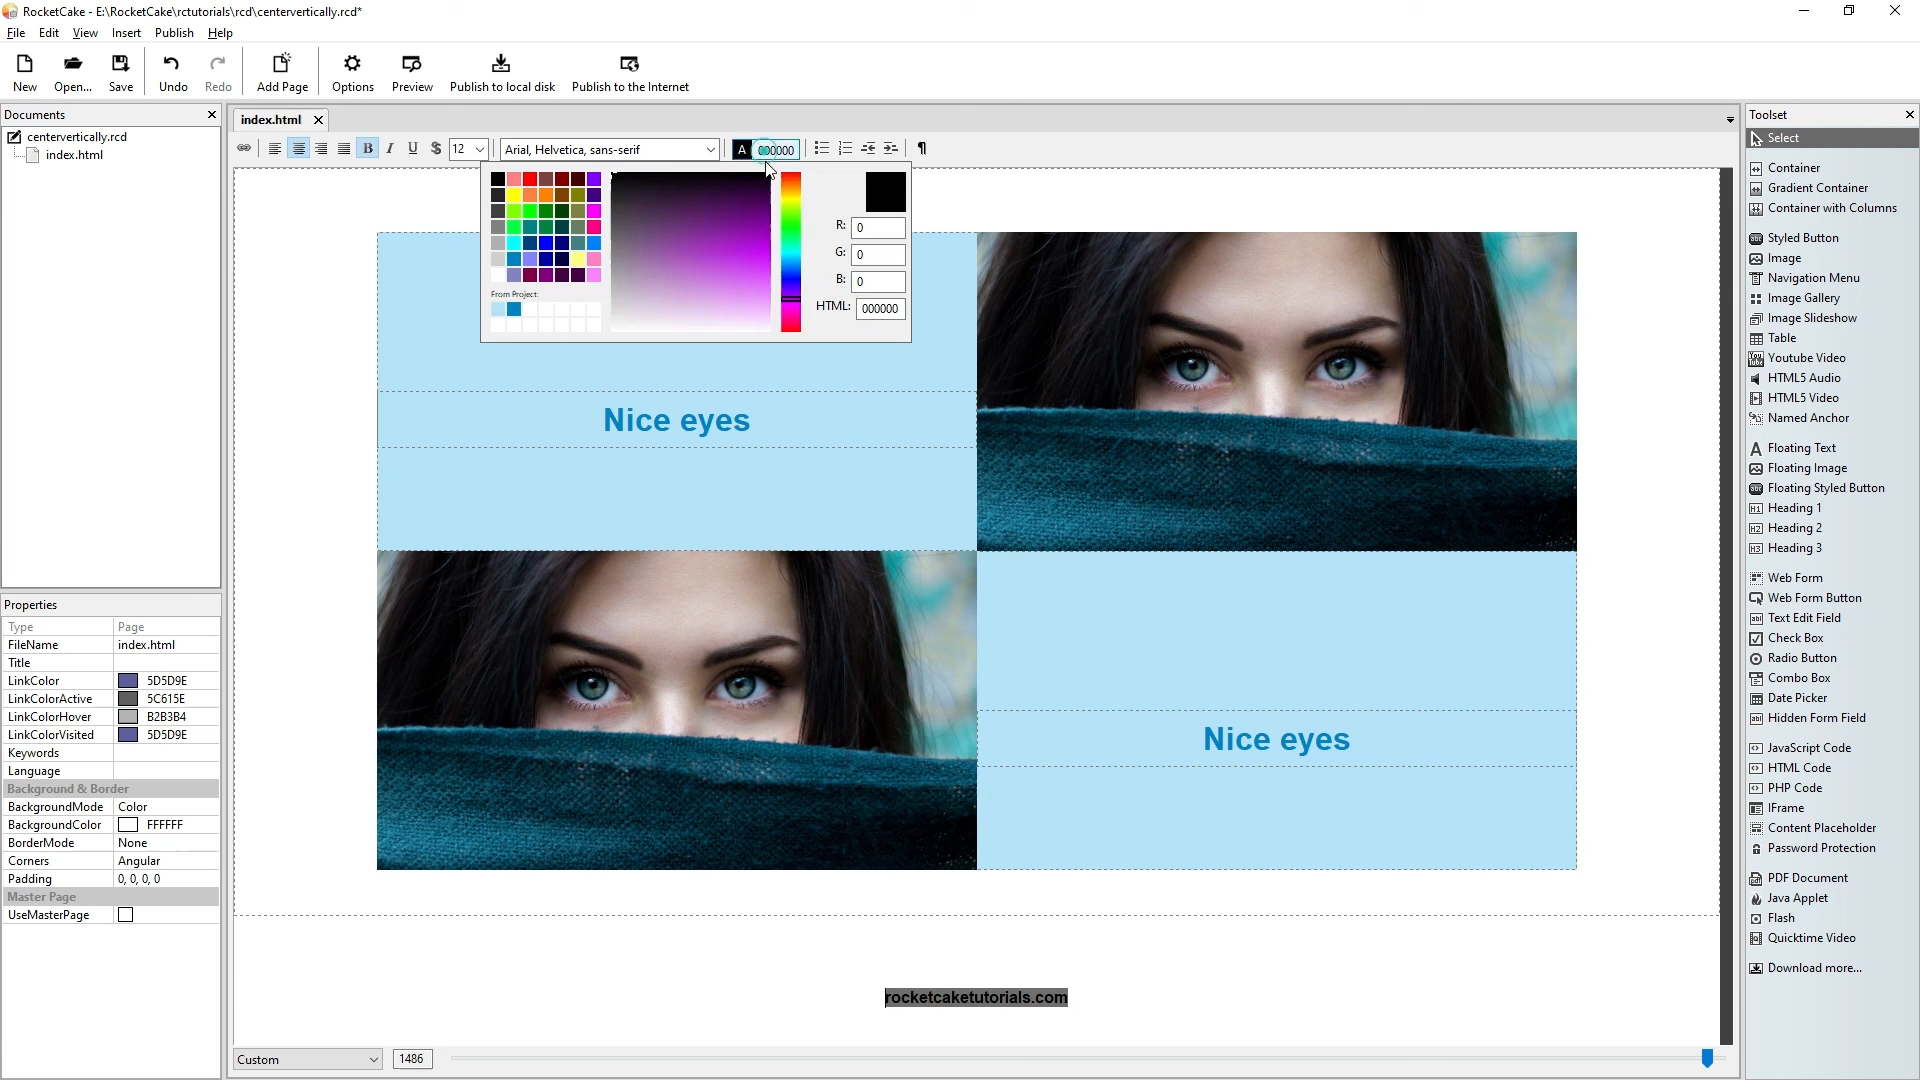 RocketCake - E:\RocketCake\rctutorials\rcd\centervertically.rcd*
File Edit View Insert Publish Help
New Open... Save Undo Redo Add Page Options Preview Publish to local disk Publish to the Internet
Documents
centervertically.rcd
index.html
index.html
B I U $ 12 Arial, Helvetica, sans-serif A 000000 ¶
From Project:
R: 0
G: 0
B: 0
HTML: 000000
Nice eyes
Nice eyes
rocketcaketutorials.com
Custom 1486
Properties
Type Page
FileName index.html
Title
LinkColor 5D5D9E
LinkColorActive 5C615E
LinkColorHover B2B3B4
LinkColorVisited 5D5D9E
Keywords
Language
Background & Border
BackgroundMode Color
BackgroundColor FFFFFF
BorderMode None
Corners Angular
Padding 0, 0, 0, 0
Master Page
UseMasterPage
Toolset
Select
Container
Gradient Container
Container with Columns
Styled Button
Image
Navigation Menu
Image Gallery
Image Slideshow
Table
Youtube Video
HTML5 Audio
HTML5 Video
Named Anchor
Floating Text
Floating Image
Floating Styled Button
Heading 1
Heading 2
Heading 3
Web Form
Web Form Button
Text Edit Field
Check Box
Radio Button
Combo Box
Date Picker
Hidden Form Field
JavaScript Code
HTML Code
PHP Code
IFrame
Content Placeholder
Password Protection
PDF Document
Java Applet
Flash
Quicktime Video
Download more...